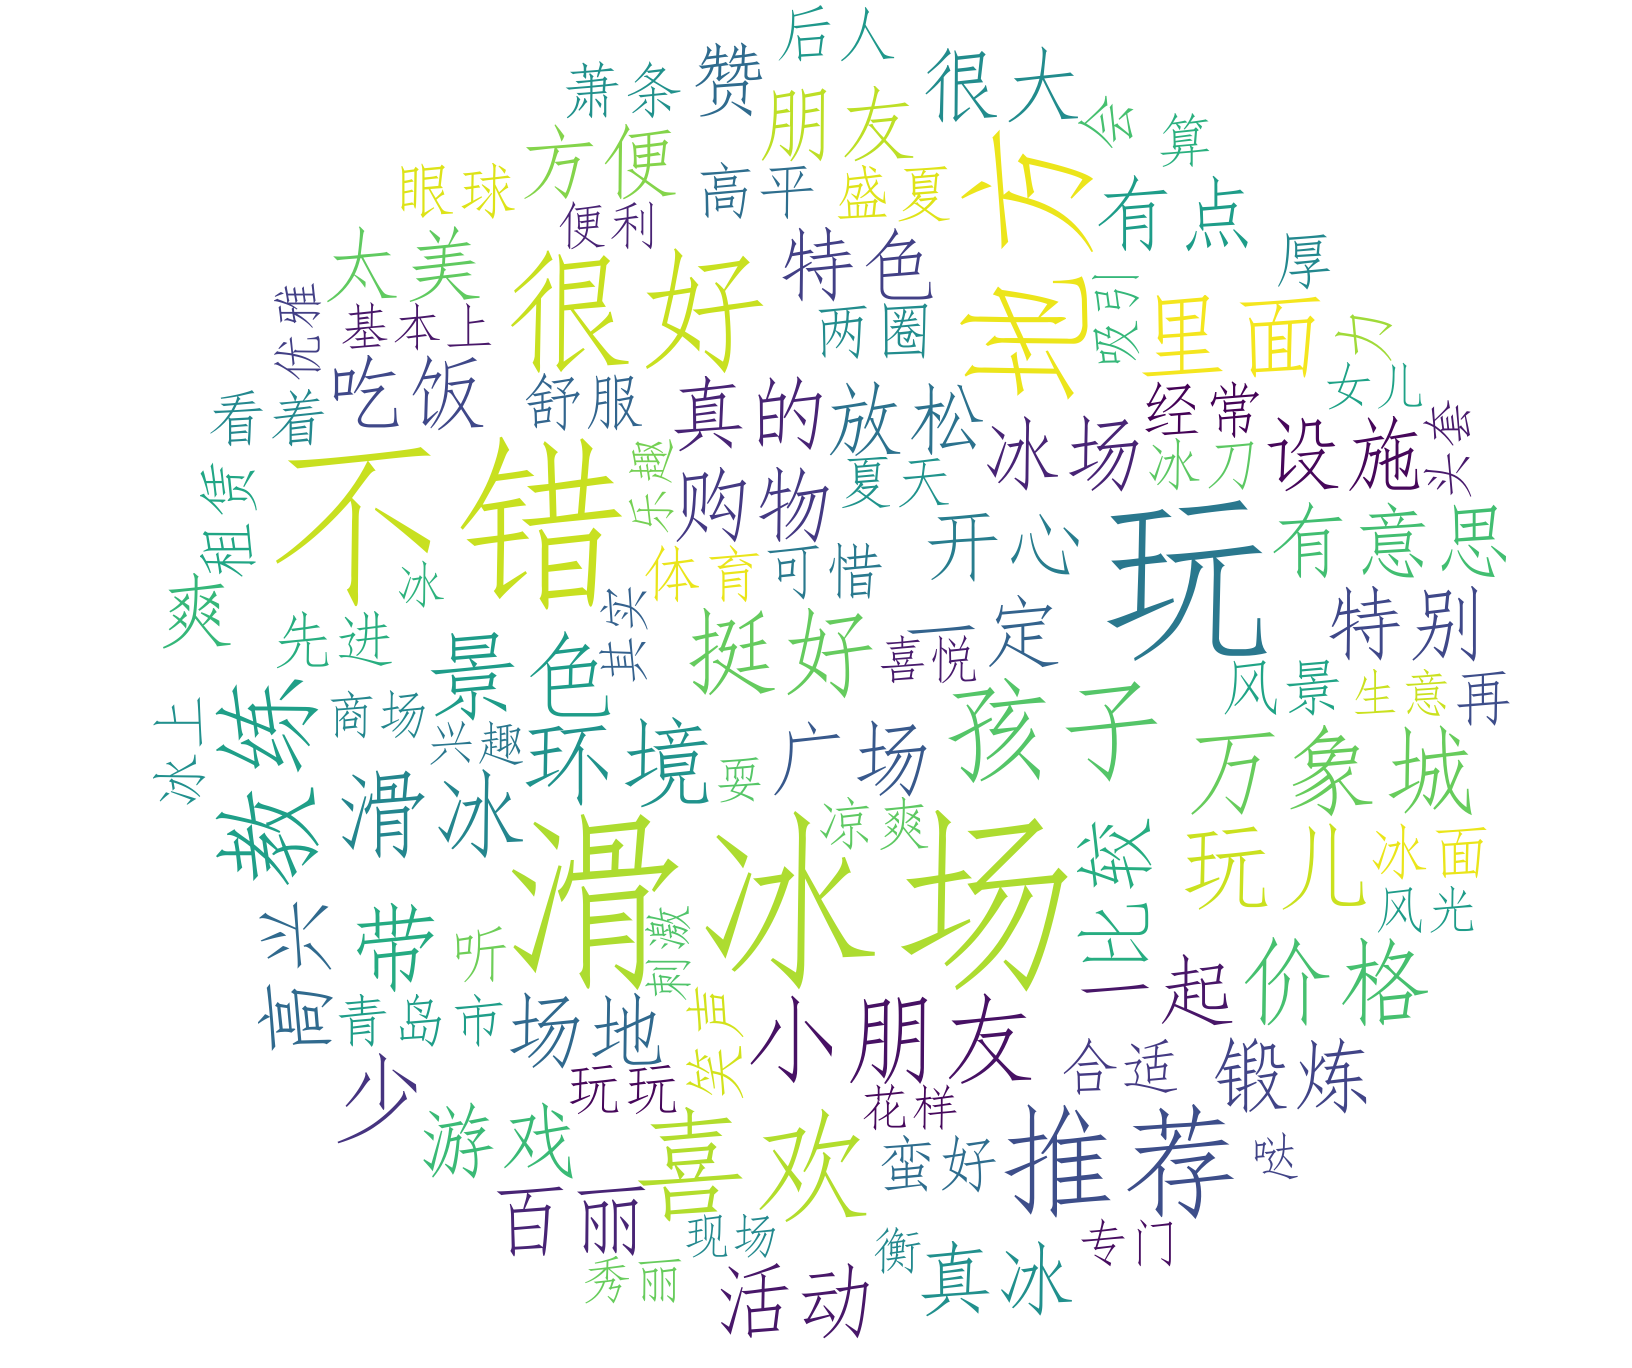 后人
萧条
赞
朋友
很大
会
算
方便
眼球
高平
盛夏
地方
有点
便利
太美
很好
特色
厚
优雅
基本上
两圈
吸引
里面
力
吃饭
舒服
真的
放松
经常
女儿
看着
冰场
冰刀
设施
头套
不错
乐趣
购物
夏天
租赁
开心
玩
有意思
体育
可惜
冰
爽
先进
其实
挺好
一定
特别
景色
喜悦
孩子
风景
生意
再
冰上
教练
商场
兴趣
环境
耍
广场
万象城
滑冰
凉爽
滑冰场
比较
玩儿
冰面
风光
高兴
带
听
刺激
价格
青岛市
场地
笑声
小朋友
一起
合适
锻炼
少
玩玩
花样
游戏
喜欢
蛮好
推荐
哒
百丽
现场
衡
专门
秀丽
活动
真冰